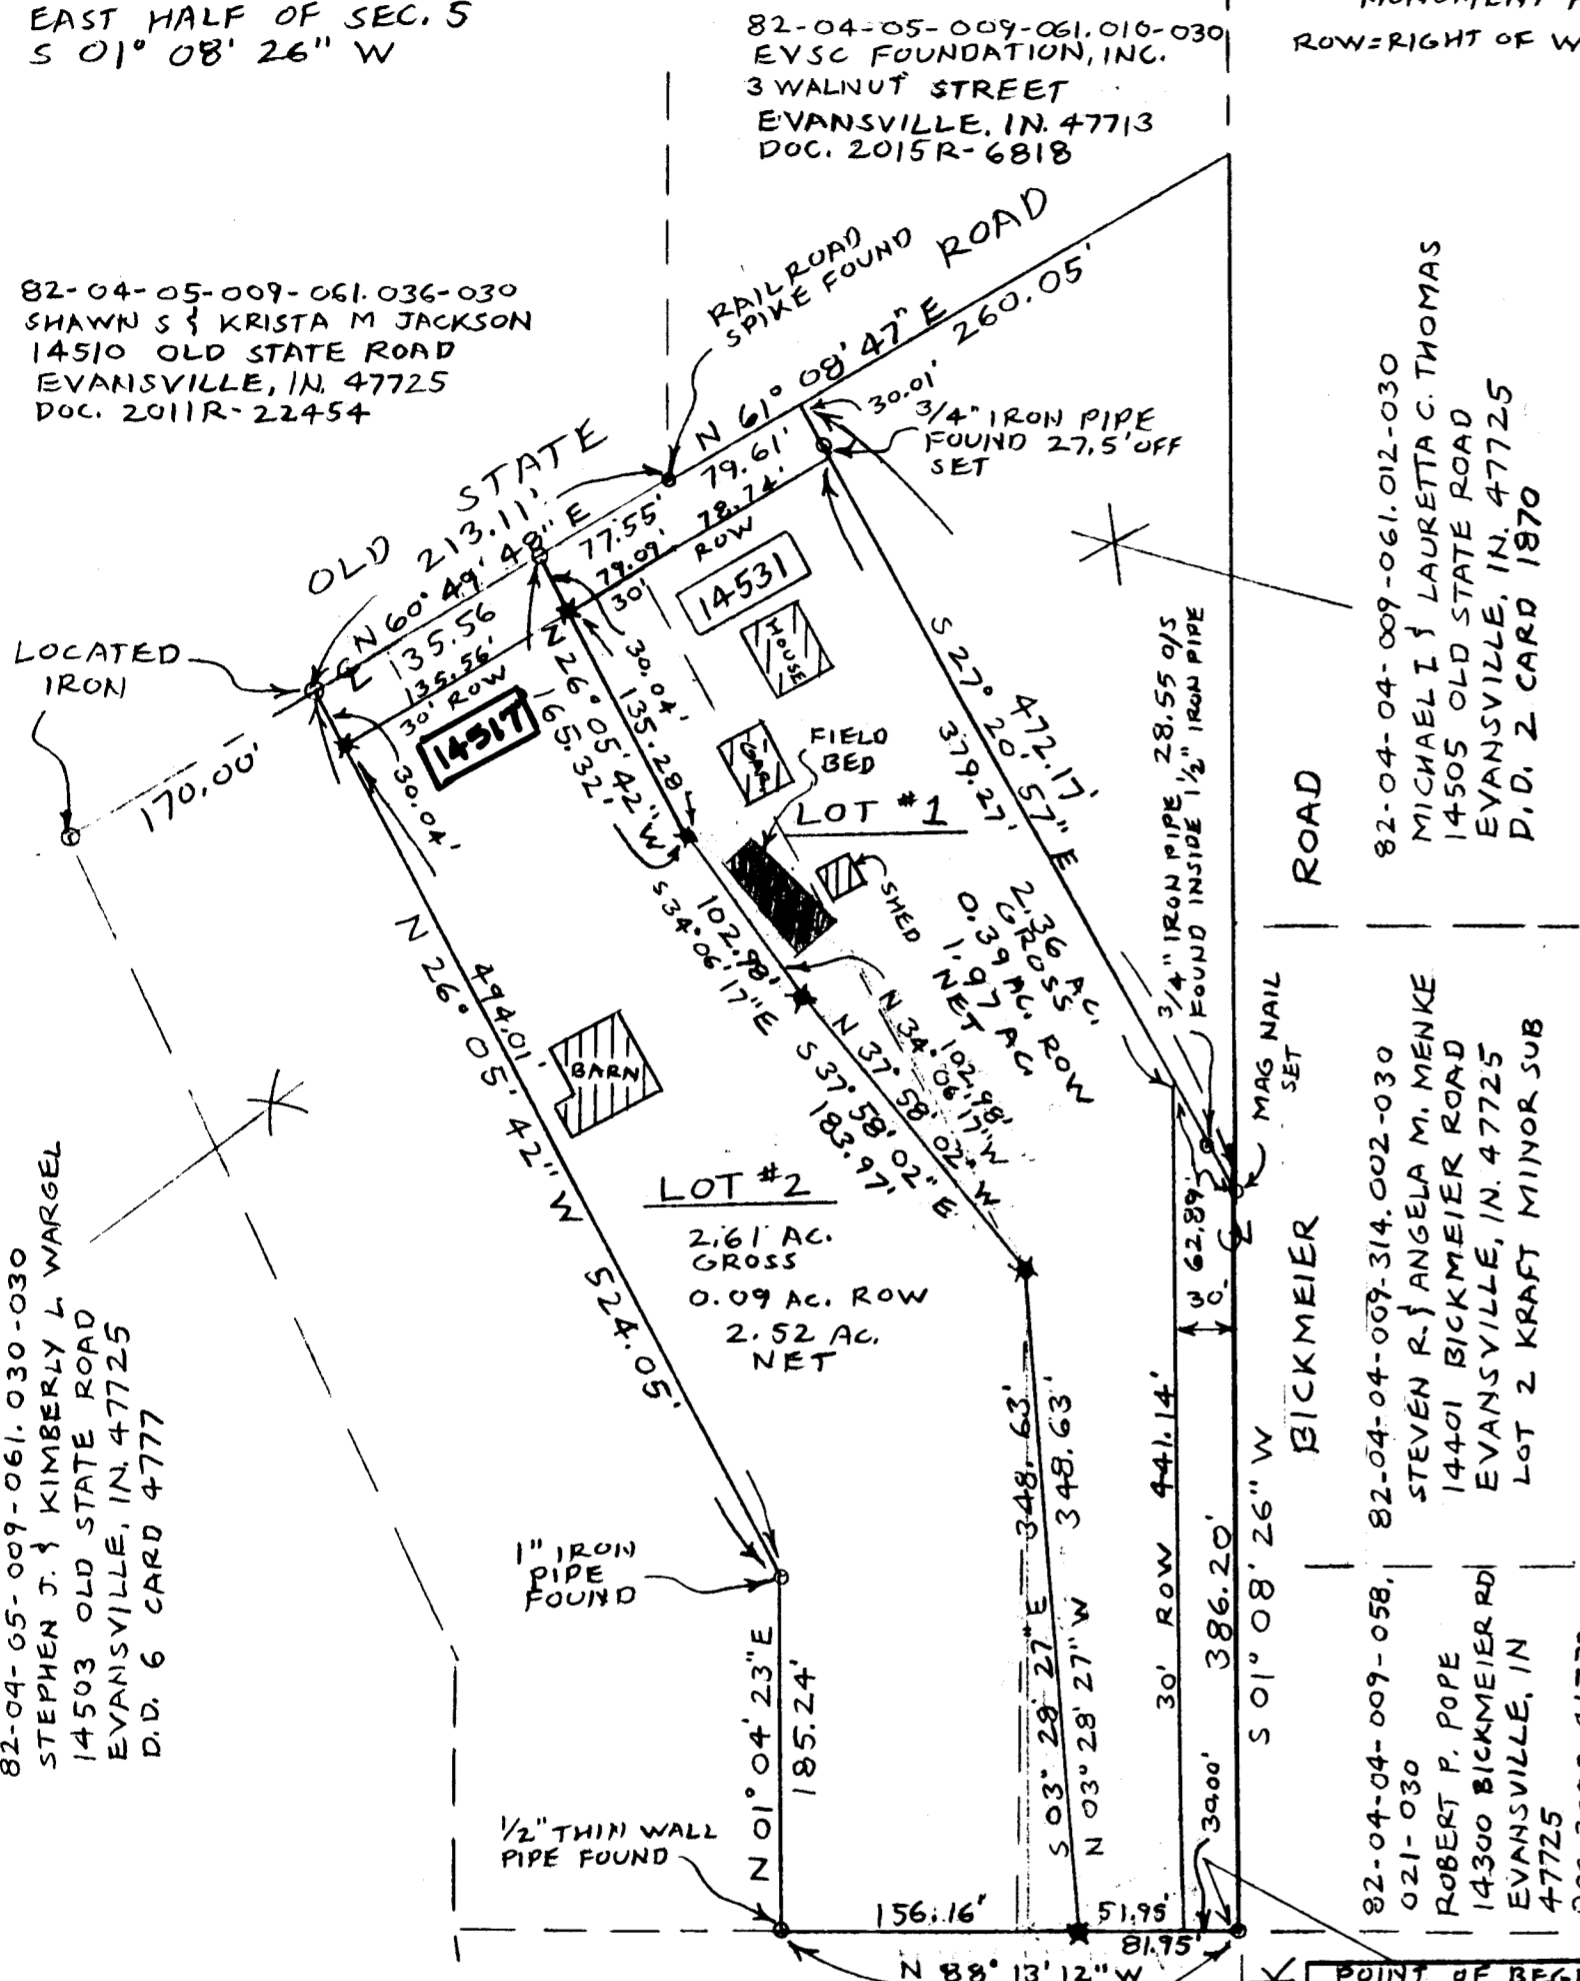 EAST HALF OF SEC. 5
S 01° 08' 26" W
82-04-05-009-061.010-030
EVSC FOUNDATION, INC.
3 WALNUT STREET
EVANSVILLE, IN. 47713
DOC. 2015R-6818
ROW=RIGHT OF W
82-04-05-009-061.036-030
SHAWN S & KRISTA M JACKSON
14510 OLD STATE ROAD
EVANSVILLE, IN. 47725
DOC. 2011R-22454
RAILROAD
SPIKE FOUND
OLD STATE ROAD
N 61° 08' 47" E
260.05'
30.01'
3/4" IRON PIPE
FOUND 27.5' OFF
SET
79.61'
78.74'
213.11'
N 60° 49' 48" E
77.55'
79.09'
30' ROW
135.56
135.56'
30' ROW
LOCATED
IRON
170.00'
14531
HOUSE
14517
30.04'
30.04'
N 26° 05' 42" W
135.28'
165.32'
GAR
FIELD
BED
LOT #1
SHED
2.36 AC.
GROSS
0.39 AC. ROW
1.97 AC.
NET
S 27° 20' 57" E
472.17'
379.27'
3/4" IRON PIPE 28.55 O/S
FOUND INSIDE 1/2" IRON PIPE
82-04-04-009-061.012-030
MICHAEL I & LAURETTA C. THOMAS
14505 OLD STATE ROAD
EVANSVILLE, IN. 47725
D.D. 2 CARD 1870
102.98'
S 34° 06' 17" E
N 34° 06' 17" W
102.98'
N 37° 58' 02" W
S 37° 58' 02" E
183.97'
494.01'
N 26° 05' 42" W
524.05'
BARN
LOT #2
2.61 AC.
GROSS
0.09 AC. ROW
2.52 AC.
NET
MAG NAIL
SET
62.89'
30.
BICKMEIER ROAD
82-04-04-009-314.002-030
STEVEN R. & ANGELA M. MENKE
14401 BICKMEIER ROAD
EVANSVILLE, IN. 47725
LOT 2 KRAFT MINOR SUB
82-04-05-009-061.030-030
STEPHEN J. & KIMBERLY L WARGEL
14503 OLD STATE ROAD
EVANSVILLE, IN. 47725
D.D. 6 CARD 4777
1" IRON
PIPE
FOUND
N 01° 04' 23" E
185.24'
1/2" THIN WALL
PIPE FOUND
348.63'
348.63'
S 03° 28' 27" E
N 03° 28' 27" W
30' ROW 441.14'
386.20'
S 01° 08' 26" W
30.00'
82-04-04-009-058.
021-030
ROBERT P. POPE
14300 BICKMEIER RD
EVANSVILLE, IN
47725
156.16'
51.95'
81.95'
N 88° 13' 12" W
POINT OF BEG